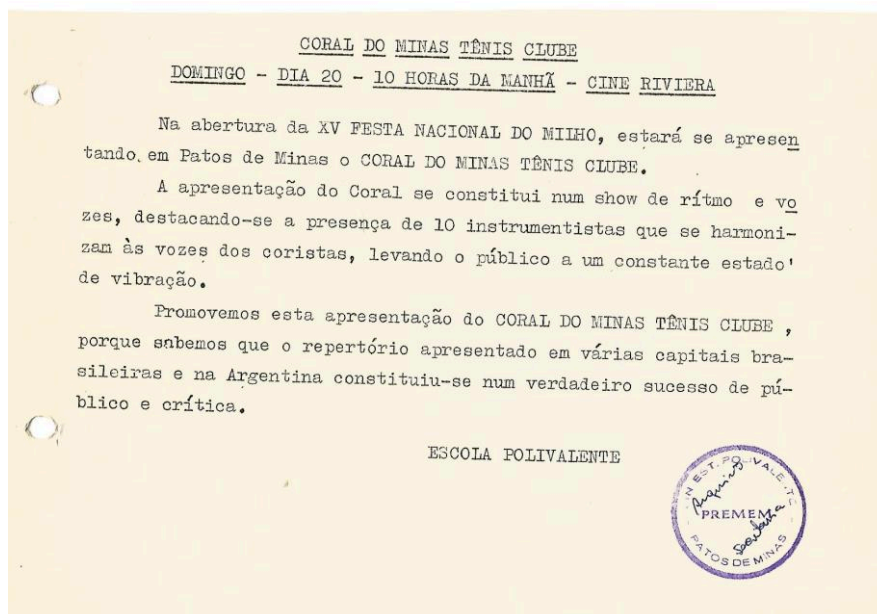 CORAL DO MINAS TÊNIS CLUBE
DOMINGO - DIA 20 - 10 HORAS DA MANHÃ - CINE RIVIERA
Na abertura da XV FESTA NACIONAL DO MILHO, estará se apresen
tando em Patos de Minas o CORAL DO MINAS TÊNIS CLUBE.
A apresentação do Coral se constitui num show de rítmo e vo
zes, destacando-se a presença de 10 instrumentistas que se harmoni-
zam às vozes dos coristas, levando o público a um constante estado'
de vibração.
Promovemos esta apresentação do CORAL DO MINAS TÊNIS CLUBE ,
porque sabemos que o repertório apresentado em várias capitais bra-
sileiras e na Argentina constituiu-se num verdadeiro sucesso de pú-
blico e crítica.
ESCOLA POLIVALENTE
EST. POLIVALENTE
Arquivo
PREMEM
PATOS DE MINAS